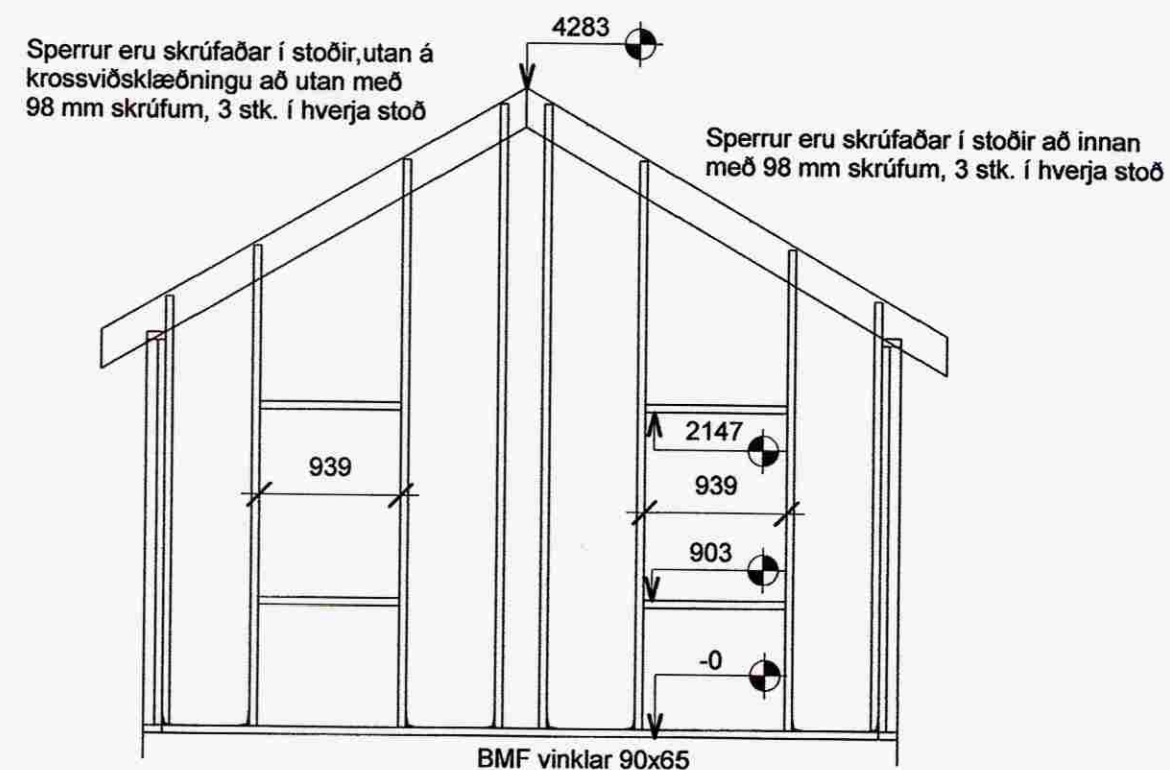 4283
Sperrur eru skrúfaðar í stoðir,utan á
krossviðsklæðningu að utan með
98 mm skrúfum, 3 stk. í hverja stoð
Sperrur eru skrúfaðar í stoðir að innan
með 98 mm skrúfum, 3 stk. í hverja stoð
2147
939
939
903
-0
BMF vinklar 90x65